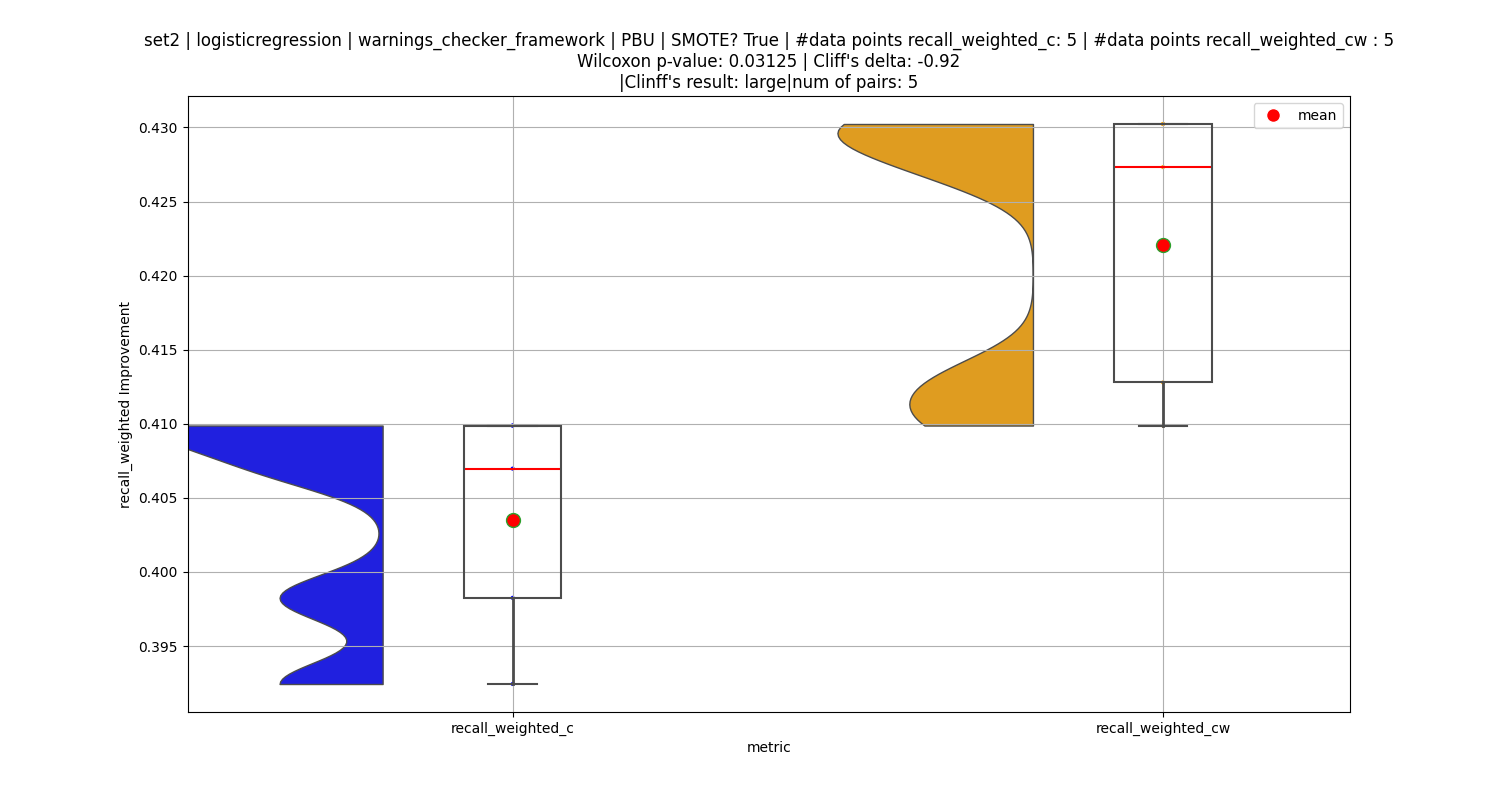 set2 | logisticregression | warnings_checker_framework | PBU | SMOTE? True | #data points recall_weighted_c: 5 | #data points recall_weighted_cw : 5
Wilcoxon p-value: 0.03125 | Cliff's delta: -0.92
|Clinff's result: large|num of pairs: 5
mean
0.430
0.425
0.420
0.415
0.410
0.405
0.400
0.395
recall_weighted Improvement
recall_weighted_c
recall_weighted_cw
metric